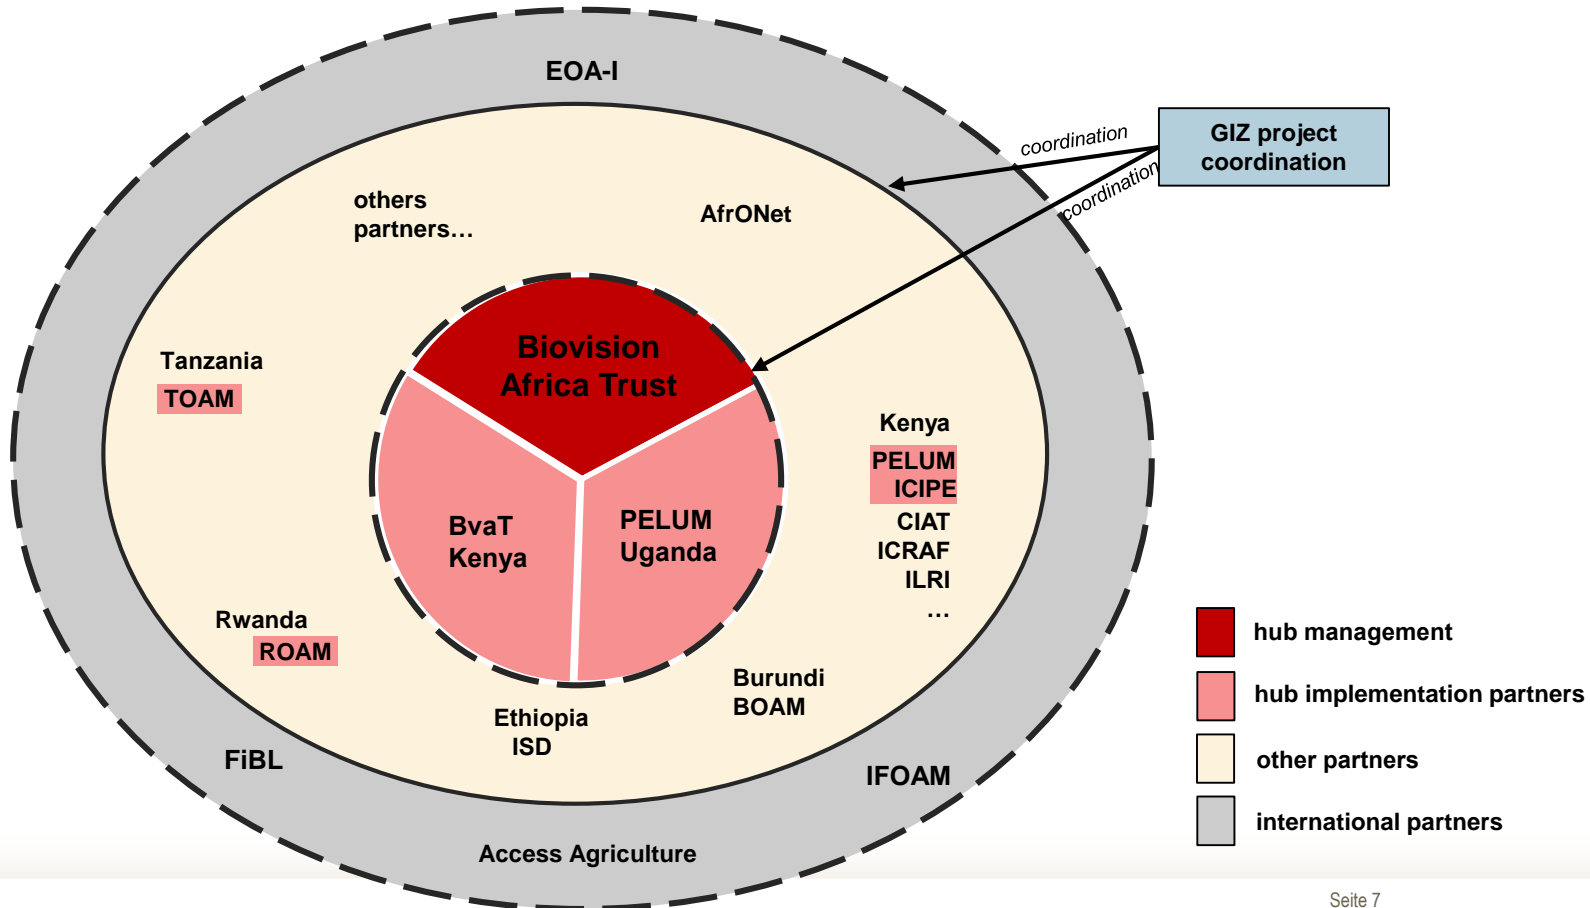 EOA-I
GIZ project
coordination
coordination
coordination
others
partners…
AfrONet
Biovision
Africa Trust
Tanzania
TOAM
Kenya
PELUM
ICIPE
CIAT
ICRAF
ILRI
…
BvaT
Kenya
PELUM
Uganda
Rwanda
ROAM
Burundi
BOAM
Ethiopia
ISD
FiBL
IFOAM
Access Agriculture
hub management
hub implementation partners
other partners
international partners
Seite 7